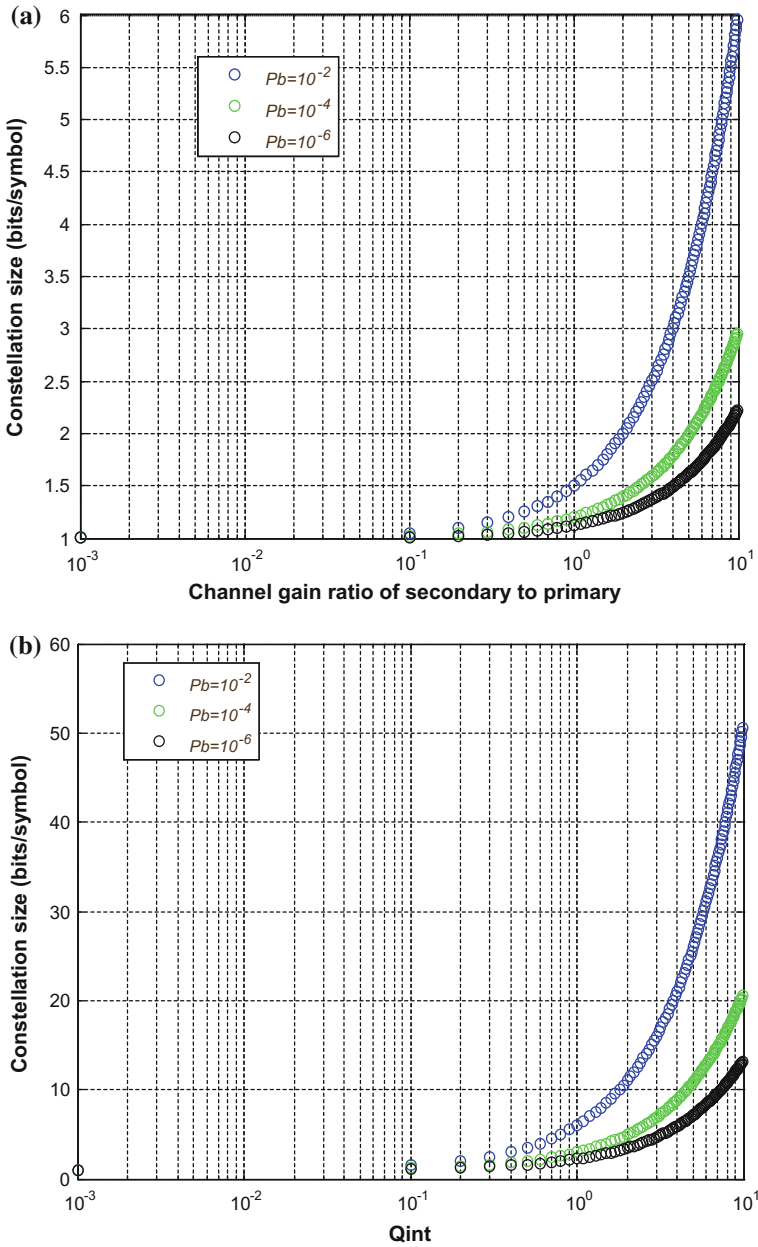 (a)
6
5.5
5
4.5
4
3.5
3
2.5
2
1.5
1
Constellation size (bits/symbol)
Pb=10^-2
Pb=10^-4
Pb=10^-6
10^-3
10^-2
10^-1
10^0
10^1
Channel gain ratio of secondary to primary
(b)
60
50
40
30
20
10
0
Constellation size (bits/symbol)
Pb=10^-2
Pb=10^-4
Pb=10^-6
10^-3
10^-2
10^-1
10^0
10^1
Qint